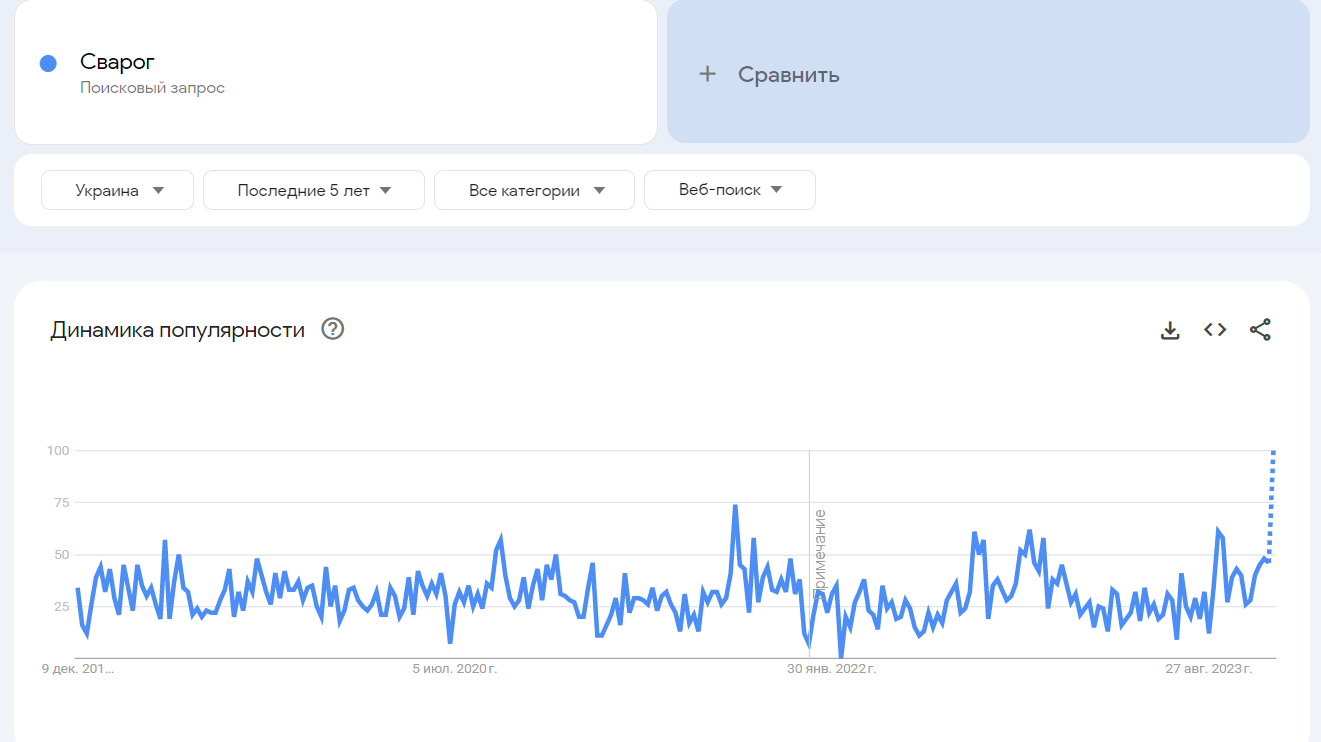 Сварог
Поисковый запрос
+ Сравнить
Украина
Последние 5 лет
Все категории
Веб-поиск
Динамика популярности
100
75
50
25
Примечание
9 дек. 201...
5 июл. 2020 г.
30 янв. 2022 г.
27 авг. 2023 г.